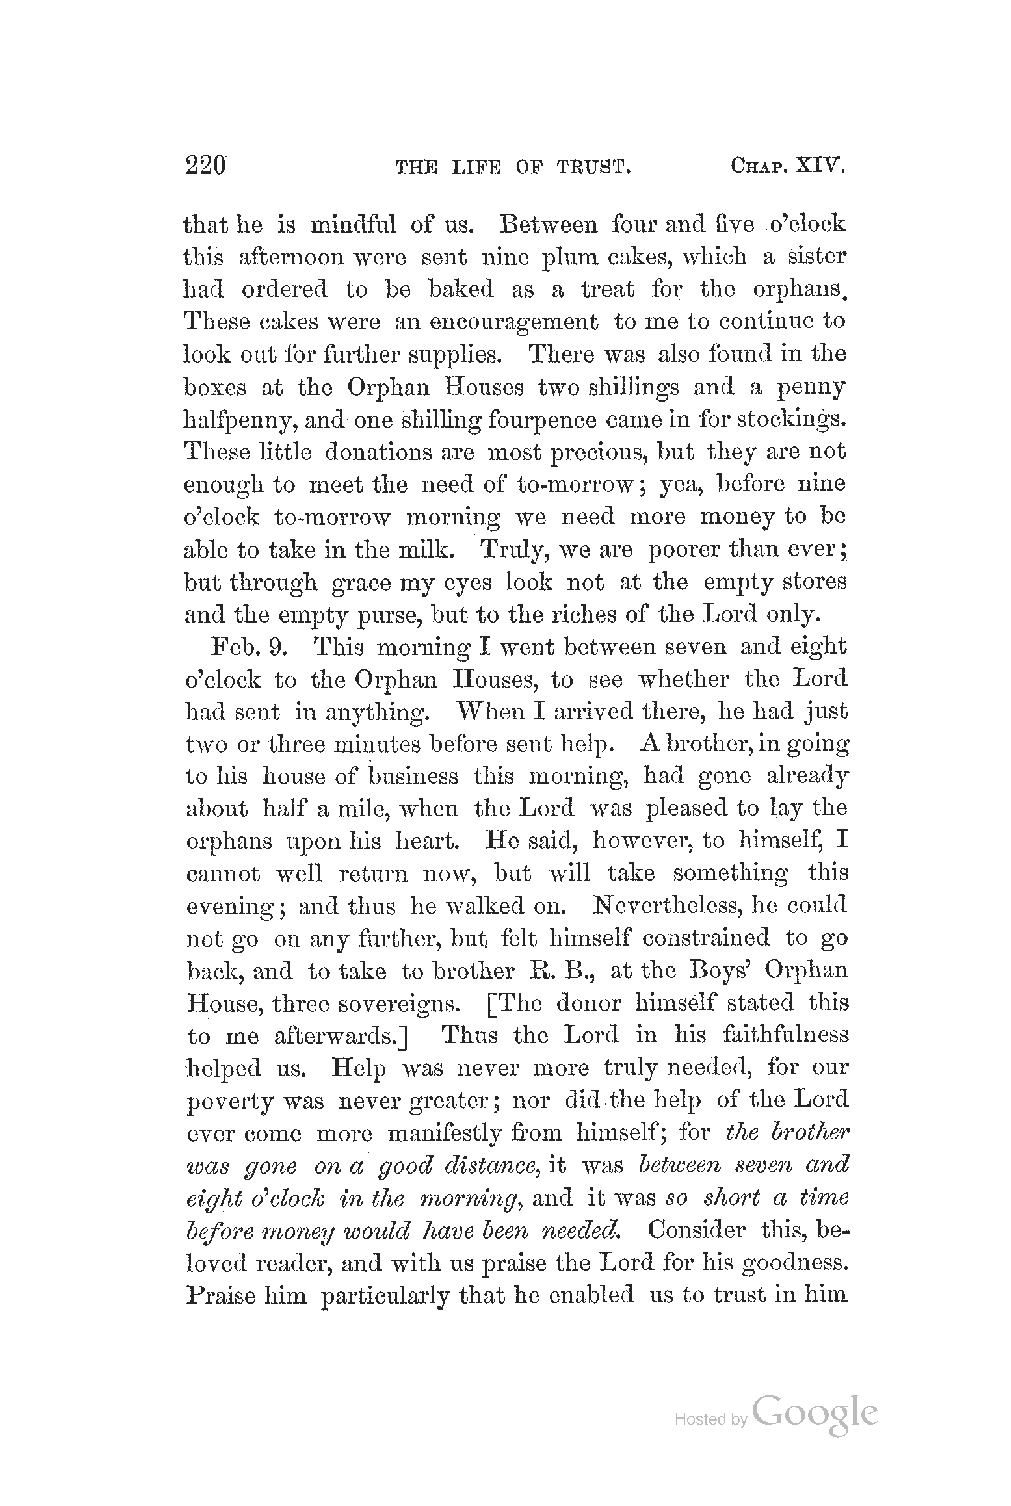 220 THE LIFE OF TRUST. CHAP. XIV.
that he is mindful of us. Between four and five o'clock
this afternoon were sent nine plum cakes, which a sister
had ordered to be baked as a treat for the orphans.
These cakes were an encouragement to me to continue to
look out for further supplies. There was also found in the
boxes at the Orphan Houses two shillings and a penny
halfpenny, and one shilling fourpence came in for stockings.
These little donations are most precious, but they are not
enough to meet the need of to-morrow; yea, before nine
o'clock to-morrow morning we need more money to be
able to take in the milk. Truly, we are poorer than ever;
but through grace my eyes look not at the empty stores
and the empty purse, but to the riches of the Lord only.
Feb. 9. This morning I went between seven and eight
o'clock to the Orphan Houses, to see whether the Lord
had sent in anything. When I arrived there, he had just
two or three minutes before sent help. A brother, in going
to his house of business this morning, had gone already
about half a mile, when the Lord was pleased to lay the
orphans upon his heart. He said, however, to himself, I
cannot well return now, but will take something this
evening; and thus he walked on. Nevertheless, he could
not go on any further, but felt himself constrained to go
back, and to take to brother R. B., at the Boys' Orphan
House, three sovereigns. [The donor himself stated this
to me afterwards.] Thus the Lord in his faithfulness
helped us. Help was never more truly needed, for our
poverty was never greater; nor did the help of the Lord
ever come more manifestly from himself; for the brother
was gone on a good distance, it was between seven and
eight o'clock in the morning, and it was so short a time
before money would have been needed. Consider this, be-
loved reader, and with us praise the Lord for his goodness.
Praise him particularly that he enabled us to trust in him
Hosted by Google